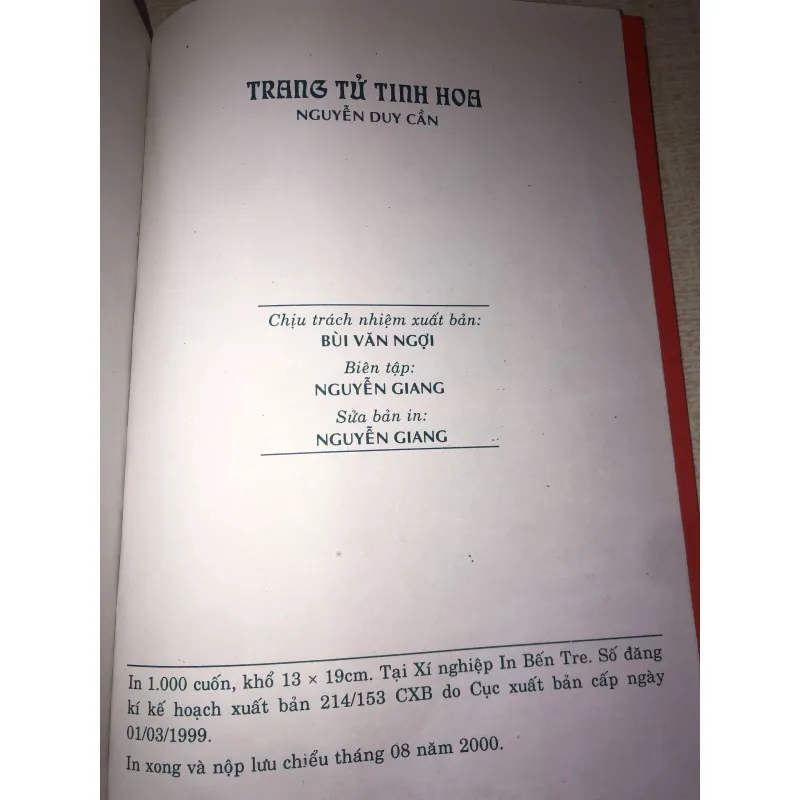 TRANG TỬ TINH HOA
NGUYỄN DUY CẦN
Chịu trách nhiệm xuất bản:
BÙI VĂN NGỢI
Biên tập:
NGUYỄN GIANG
Sửa bản in:
NGUYỄN GIANG
In 1.000 cuốn, khổ 13 × 19cm. Tại Xí nghiệp In Bến Tre. Số đăng
kí kế hoạch xuất bản 214/153 CXB do Cục xuất bản cấp ngày
01/03/1999.
In xong và nộp lưu chiểu tháng 08 năm 2000.